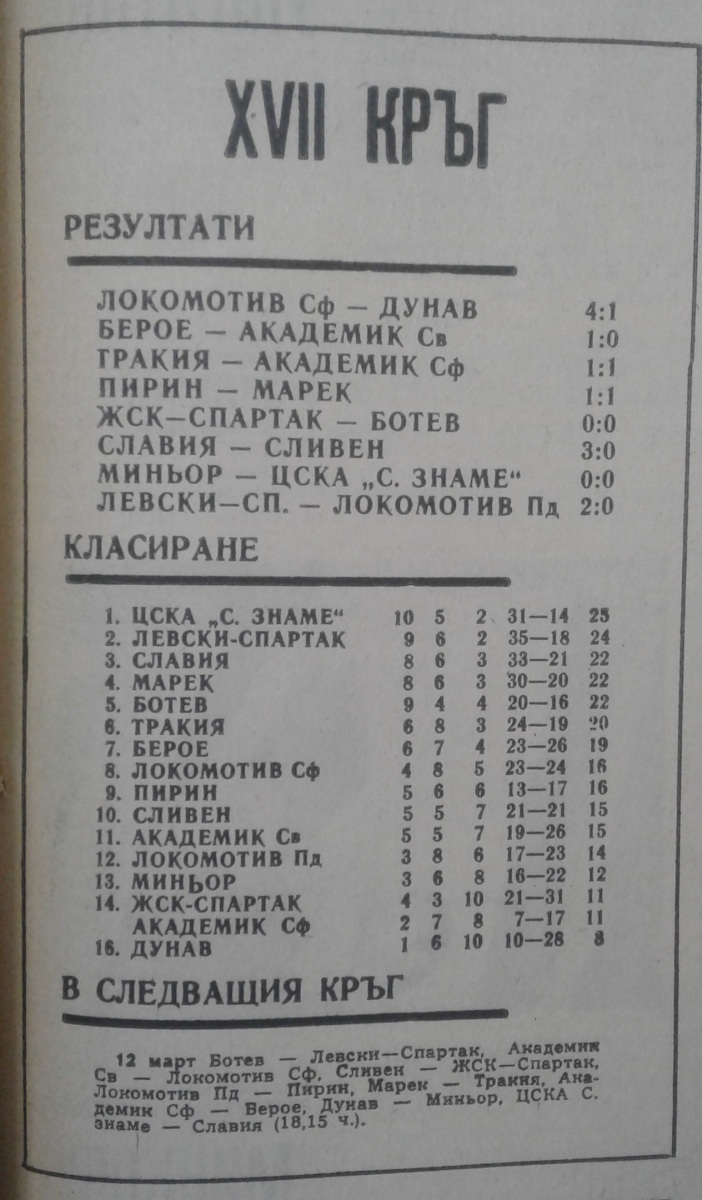 XVII КРЪГ
РЕЗУЛТАТИ
ЛОКОМОТИВ Сф — ДУНАВ 4:1
БЕРОЕ — АКАДЕМИК Св 1:0
ТРАКИЯ — АКАДЕМИК Сф 1:1
ПИРИН — МАРЕК 1:1
ЖСК—СПАРТАК — БОТЕВ 0:0
СЛАВИЯ — СЛИВЕН 3:0
МИНЬОР — ЦСКА „С. ЗНАМЕ“ 0:0
ЛЕВСКИ—СП. — ЛОКОМОТИВ Пд 2:0
КЛАСИРАНЕ
1. ЦСКА „С. ЗНАМЕ“ 10 5 2 31—14 25
2. ЛЕВСКИ-СПАРТАК 9 6 2 35—18 24
3. СЛАВИЯ 8 6 3 33—21 22
4. МАРЕК 8 6 3 30—20 22
5. БОТЕВ 9 4 4 20—16 22
6. ТРАКИЯ 6 8 3 24—19 20
7. БЕРОЕ 6 7 4 23—26 19
8. ЛОКОМОТИВ Сф 4 8 5 23—24 16
9. ПИРИН 5 6 6 13—17 16
10. СЛИВЕН 5 5 7 21—21 15
11. АКАДЕМИК Св 5 5 7 19—26 15
12. ЛОКОМОТИВ Пд 3 8 6 17—23 14
13. МИНЬОР 3 6 8 16—22 12
14. ЖСК-СПАРТАК 4 3 10 21—31 11
АКАДЕМИК Сф 2 7 8 7—17 11
16. ДУНАВ 1 6 10 10—28 8
В СЛЕДВАЩИЯ КРЪГ
12 март Ботев — Левски—Спартак, Академик
Св — Локомотив Сф, Сливен — ЖСК—Спартак,
Локомотив Пд — Пирин, Марек — Тракия, Ака-
демик Сф — Берое, Дунав — Миньор, ЦСКА С.
знаме — Славия (18,15 ч.).